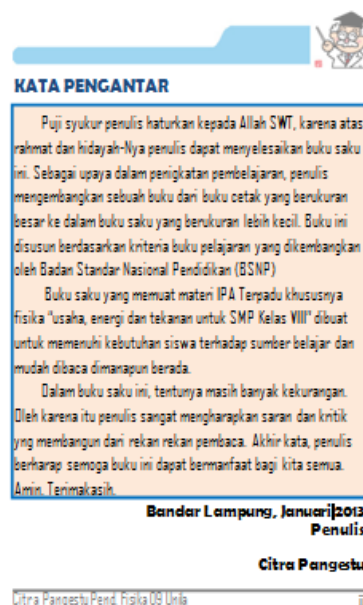 KATA PENGANTAR
Puji syukur penulis haturkan kepada Allah SWT, karena atas
rahmat dan hidayah-Nya penulis dapat menyelesaikan buku saku
ini. Sebagai upaya dalam penigkatan pembelajaran, penulis
mengembangkan sebuah buku dari buku cetak yang berukuran
besar ke dalam buku saku yang berukuran lebih kecil. Buku ini
disusun berdasarkan kriteria buku pelajaran yang dikembangkan
oleh Badan Standar Nasional Pendidikan (BSNP)
Buku saku yang memuat materi IPA Terpadu khususnya
fisika "usaha, energi dan tekanan untuk SMP Kelas VIII" dibuat
untuk memenuhi kebutuhan siswa terhadap sumber belajar dan
mudah dibaca dimanapun berada.
Dalam buku saku ini, tentunya masih banyak kekurangan.
Oleh karena itu penulis sangat mengharapkan saran dan kritik
yng membangun dari rekan rekan pembaca. Akhir kata, penulis
berharap semoga buku ini dapat bermanfaat bagi kita semua.
Amin. Terimakasih.
Bandar Lampung, Januari 2013
Penulis
Citra Pangestu
Citra Pangestu Pend. Fisika 09 Unila